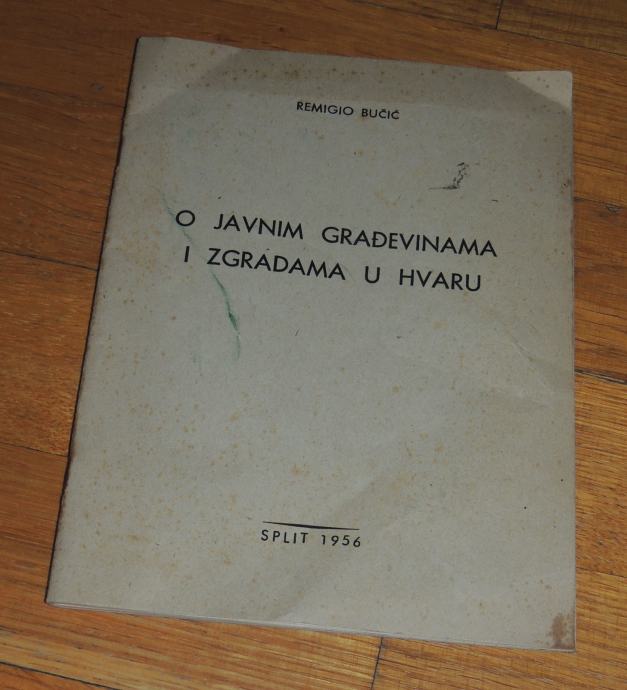 REMIGIO BUČIĆ
O JAVNIM GRAĐEVINAMA
I ZGRADAMA U HVARU
SPLIT 1956